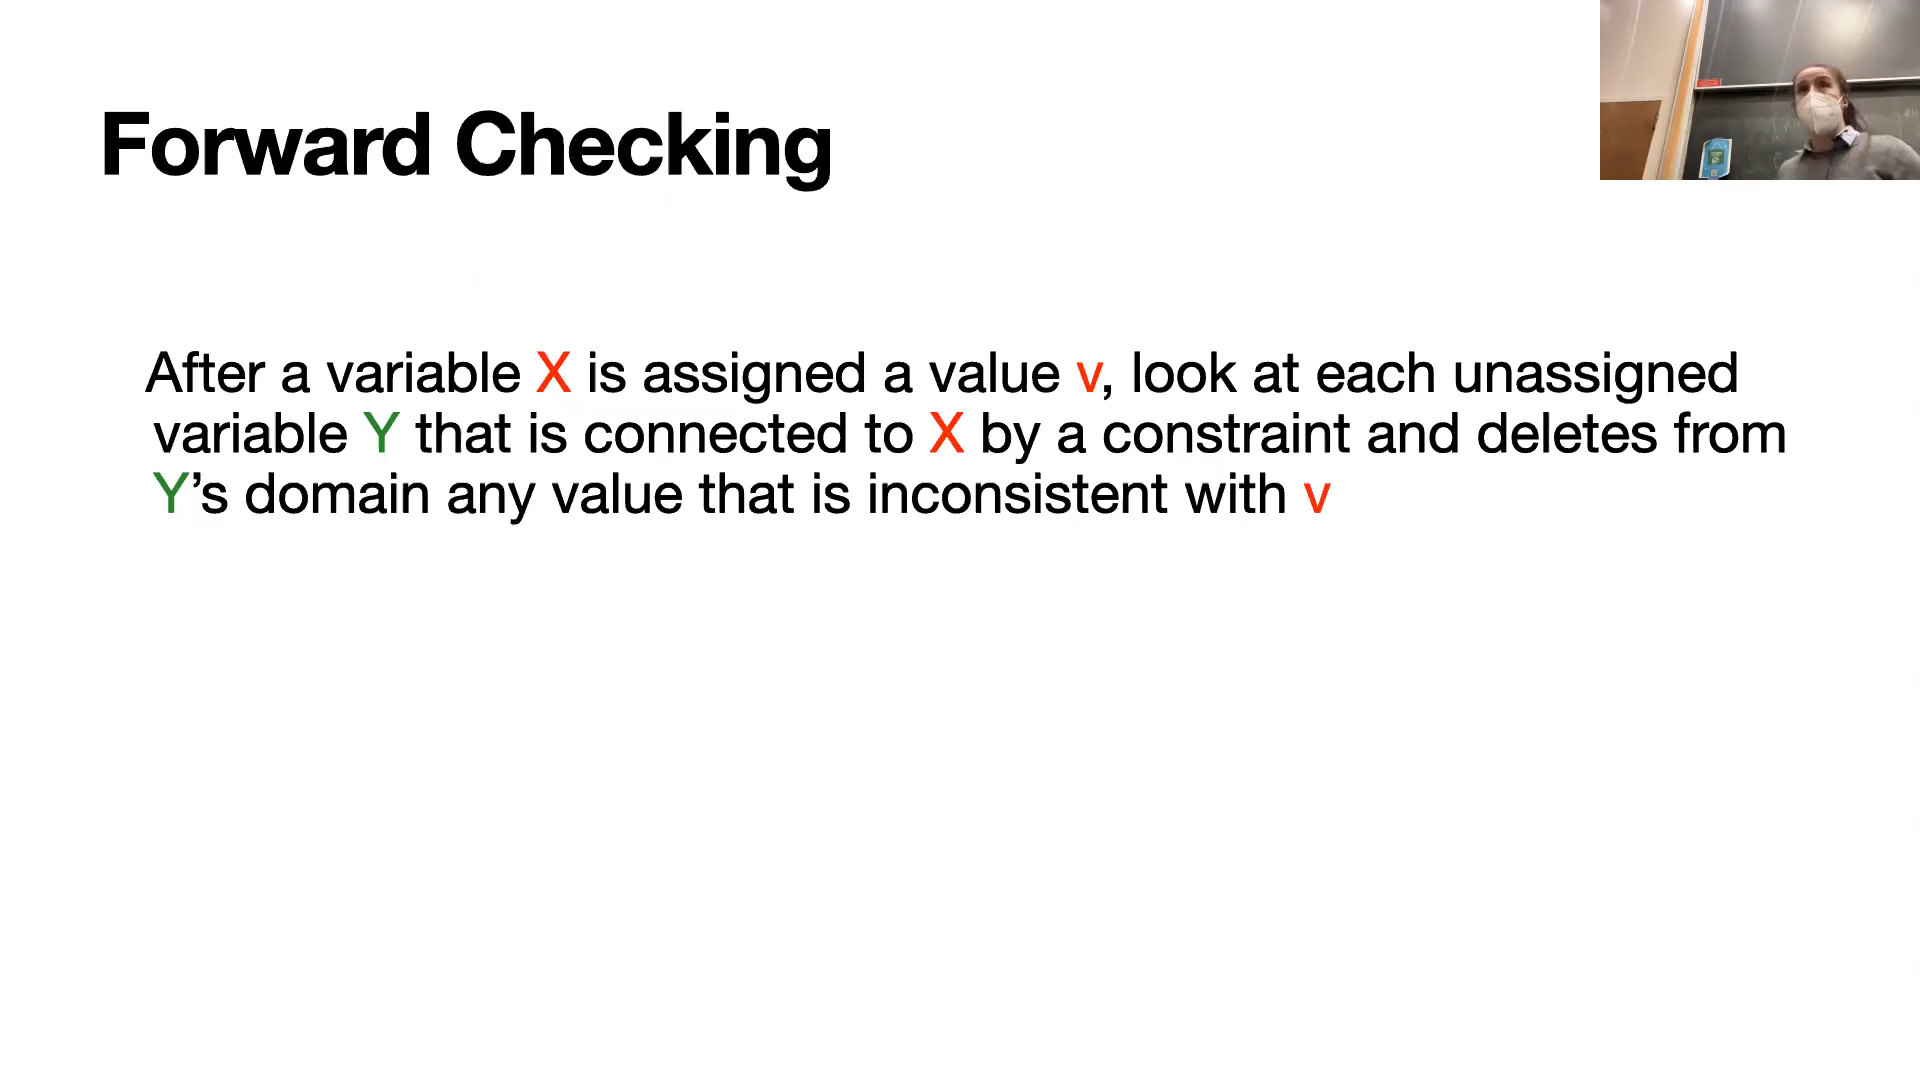 Forward Checking
After a variable X is assigned a value v, look at each unassigned
variable Y that is connected to X by a constraint and deletes from
Y’s domain any value that is inconsistent with v